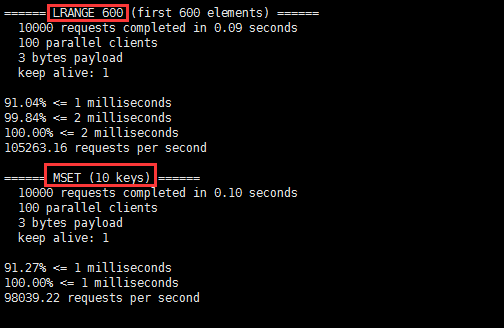 ====== LRANGE 600 (first 600 elements) ======
  10000 requests completed in 0.09 seconds
  100 parallel clients
  3 bytes payload
  keep alive: 1

91.04% <= 1 milliseconds
99.84% <= 2 milliseconds
100.00% <= 2 milliseconds
105263.16 requests per second

====== MSET (10 keys) ======
  10000 requests completed in 0.10 seconds
  100 parallel clients
  3 bytes payload
  keep alive: 1

91.27% <= 1 milliseconds
100.00% <= 1 milliseconds
98039.22 requests per second